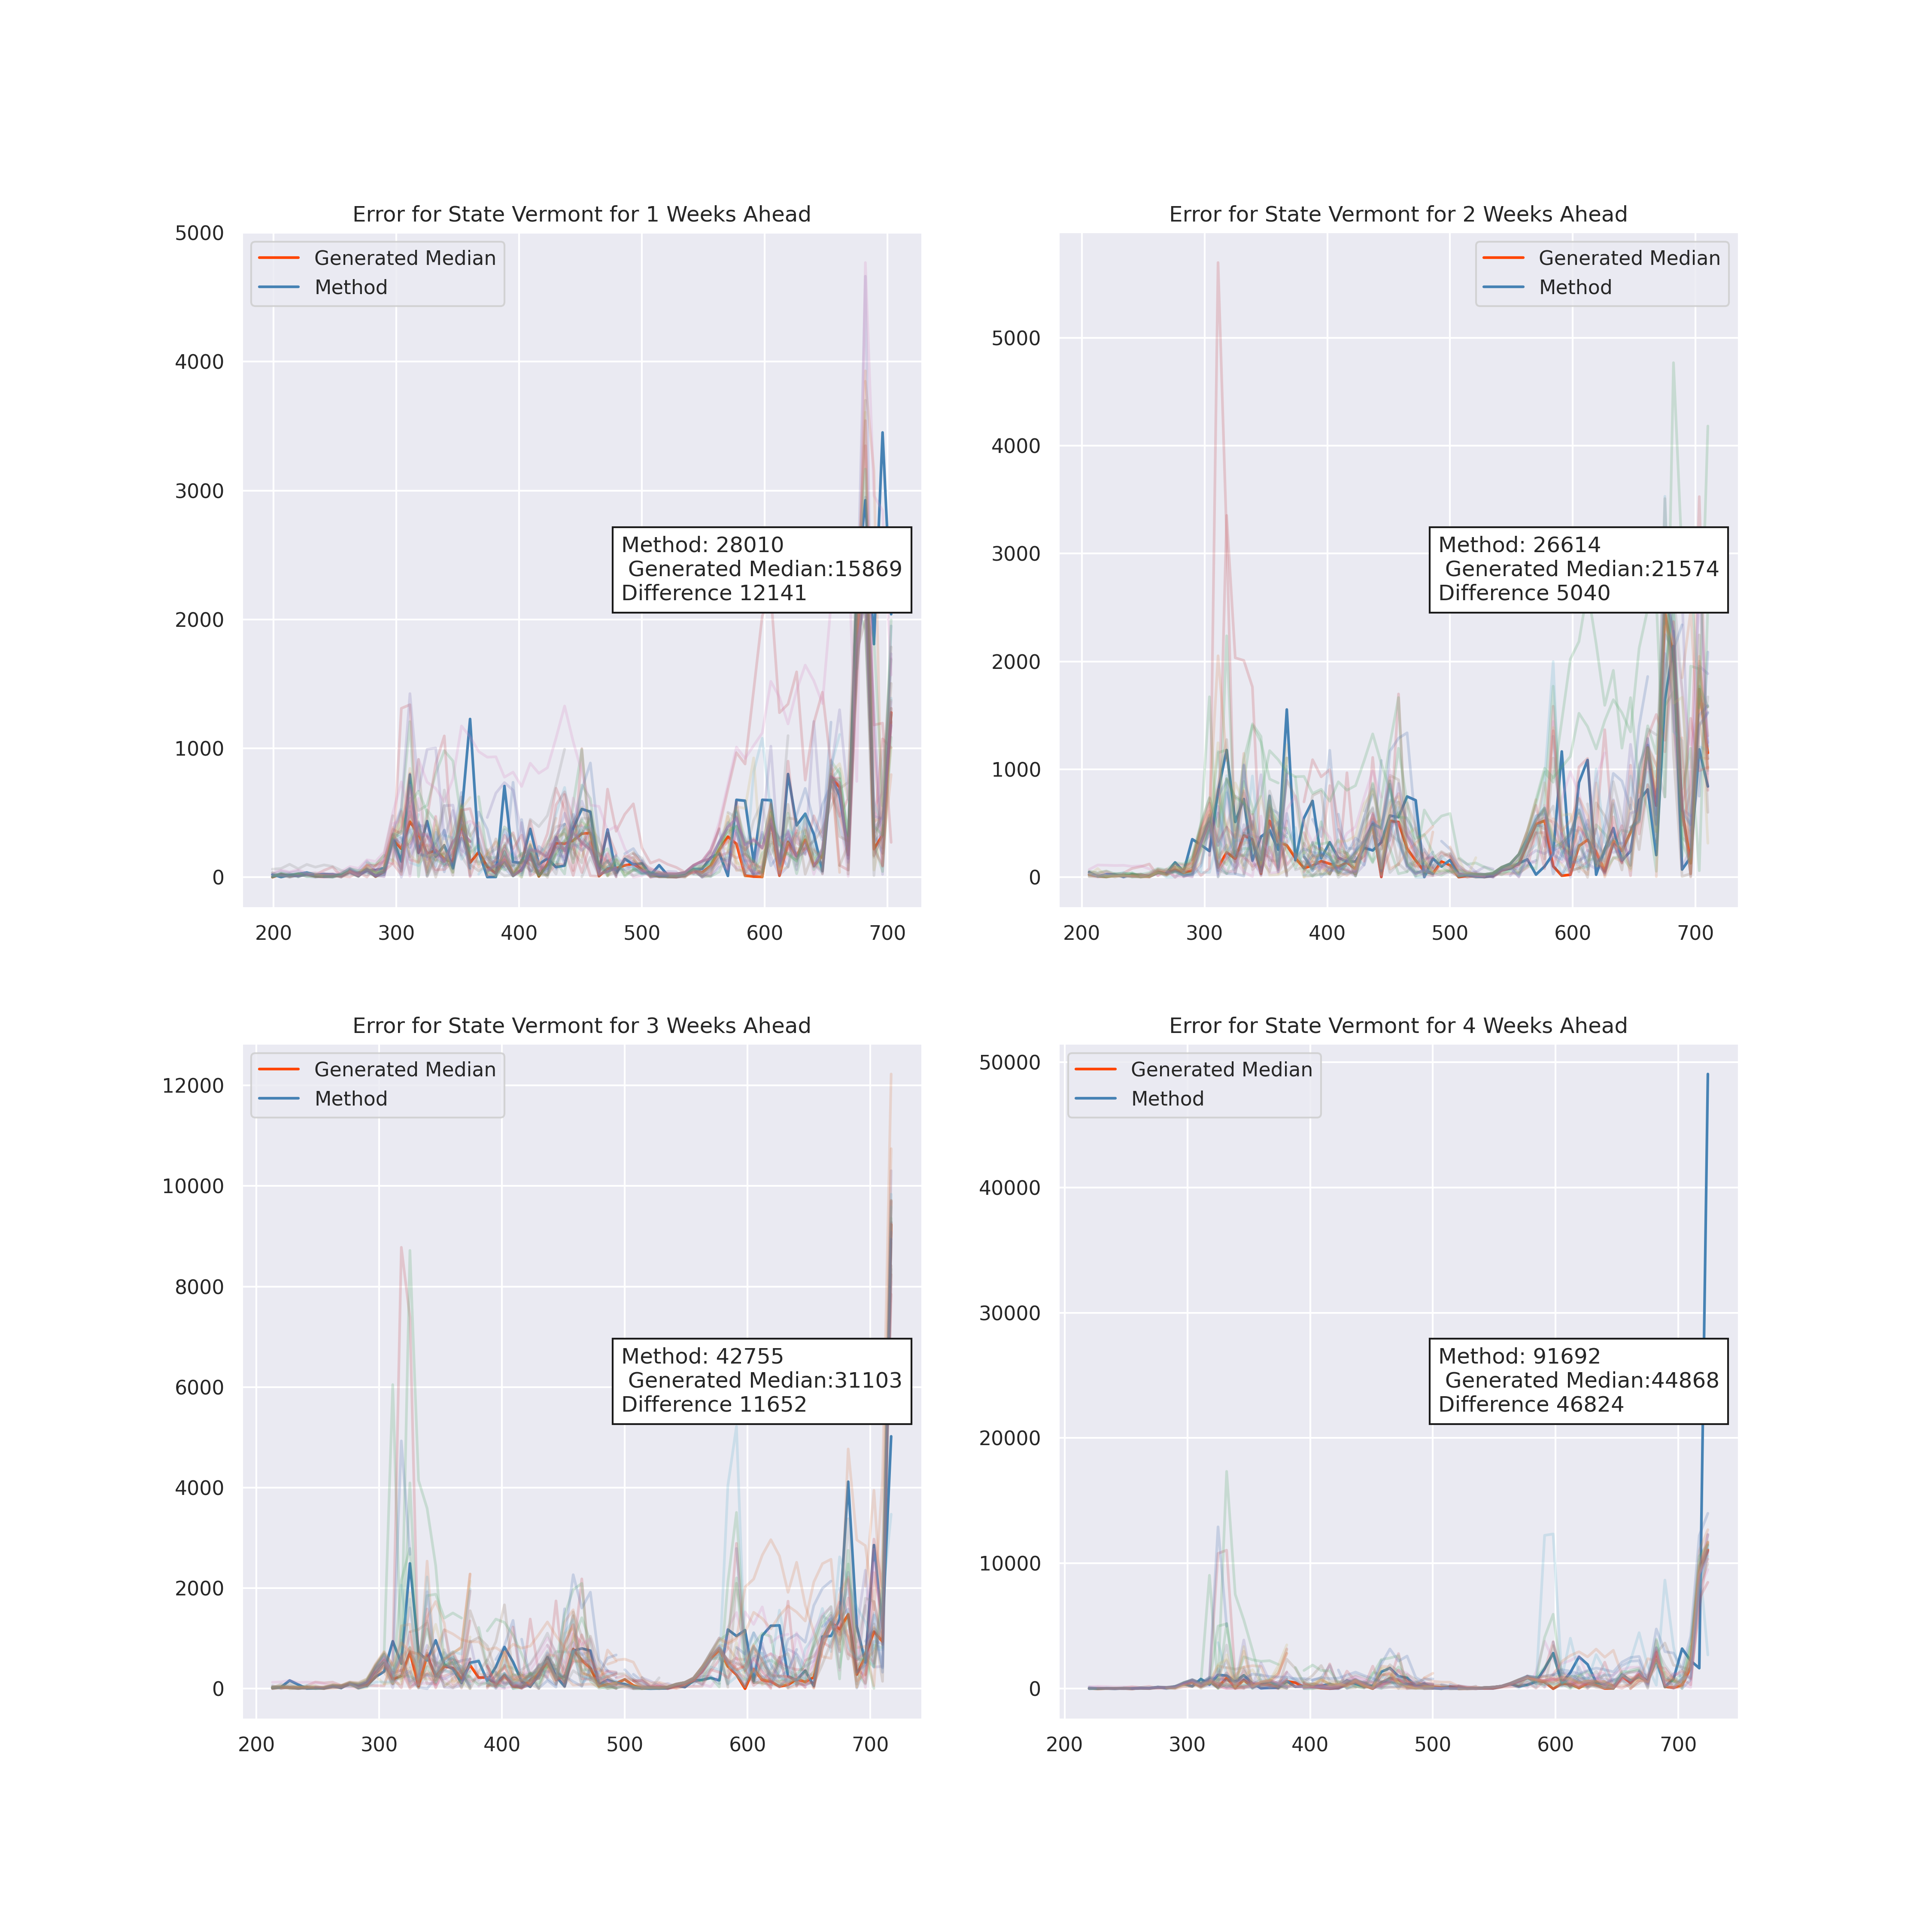 Error for State Vermont for 1 Weeks Ahead
5000
4000
3000
2000
1000
0
200 300 400 500 600 700
Generated Median
Method
Method: 28010
Generated Median:15869
Difference 12141
Error for State Vermont for 2 Weeks Ahead
5000
4000
3000
2000
1000
0
200 300 400 500 600 700
Generated Median
Method
Method: 26614
Generated Median:21574
Difference 5040
Error for State Vermont for 3 Weeks Ahead
12000
10000
8000
6000
4000
2000
0
200 300 400 500 600 700
Generated Median
Method
Method: 42755
Generated Median:31103
Difference 11652
Error for State Vermont for 4 Weeks Ahead
50000
40000
30000
20000
10000
0
200 300 400 500 600 700
Generated Median
Method
Method: 91692
Generated Median:44868
Difference 46824